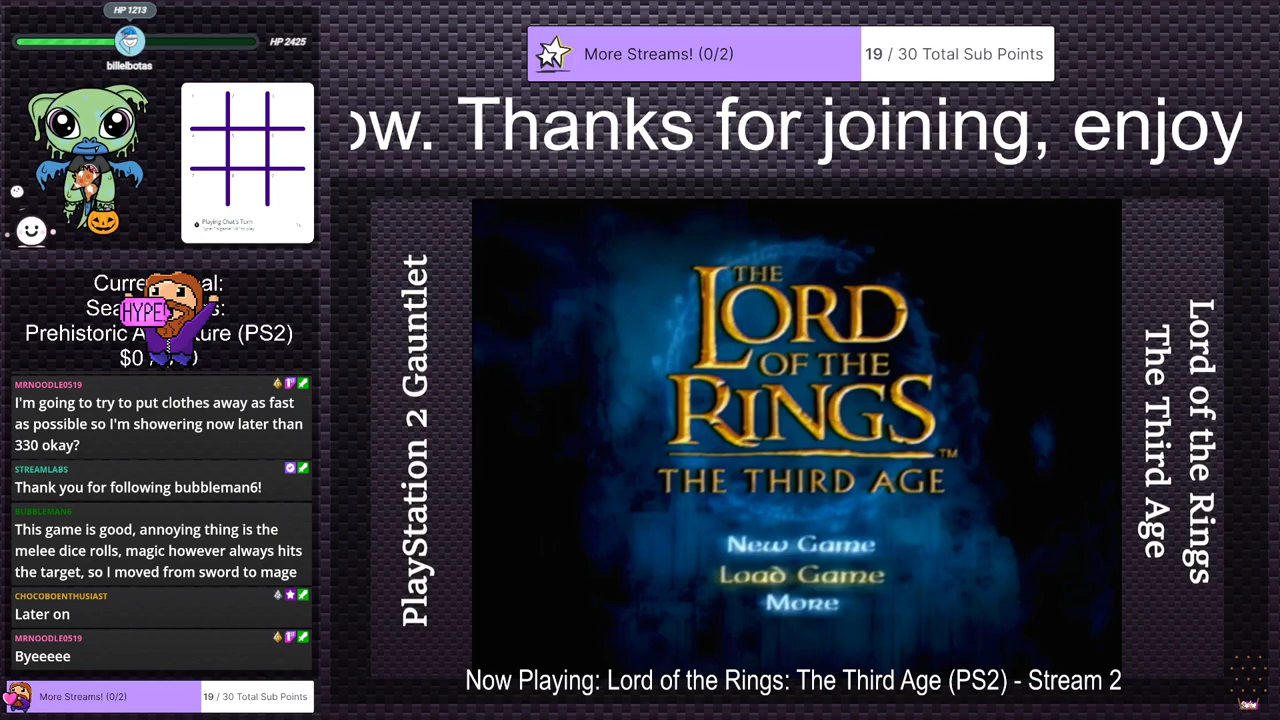 HP 1213
HP 2425
billelbotas
More Streams! (0/2)
19 / 30 Total Sub Points
ow. Thanks for joining, enjoy
Playing Chat's Turn
HYPE!
Prehistoric
(PS2)
$0
MRNOODLE0519
I'm going to try to put clothes away as fast
as possible so I'm showering now later than
330 okay?
STREAMLABS
Thank you for following bubbleman6!
BUBBLEMAN6
This game is good, annoying thing is the
melee dice rolls, magic however always hits
the target, so I moved from sword to mage
CHOCOBOENTHUSIAST
Later on
MRNOODLE0519
Byeeeee
More Streams! (0/2)
19 / 30 Total Sub Points
PlayStation 2 Gauntlet
THE
LORD
OF THE
RINGS
TM
THE THIRD AGE
New Game
Load Game
More
Lord of the Rings
The Third Age
Now Playing: Lord of the Rings: The Third Age (PS2) - Stream 2